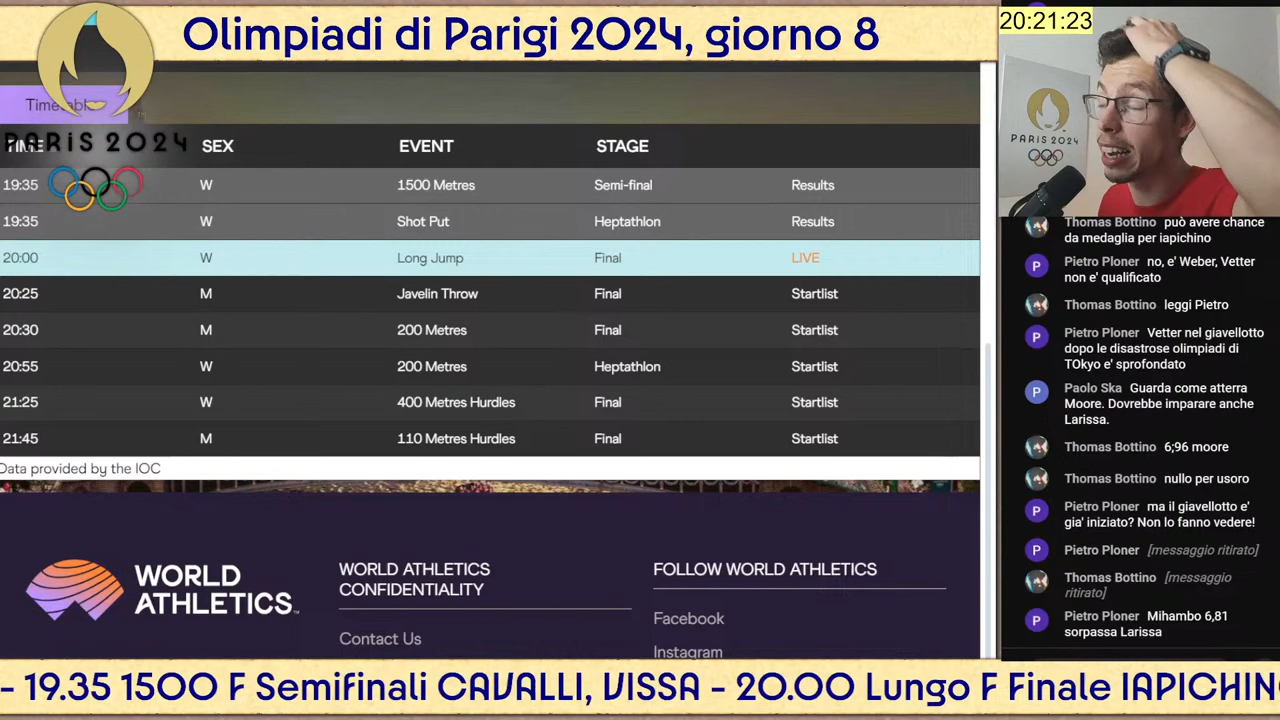 Olimpiadi di Parigi 2024, giorno 8
20:21:23
Timetable
PARIS 2024
PARIS 2024
TIME SEX EVENT STAGE
19:35 W 1500 Metres Semi-final Results
19:35 W Shot Put Heptathlon Results
20:00 W Long Jump Final LIVE
20:25 M Javelin Throw Final Startlist
20:30 M 200 Metres Final Startlist
20:55 W 200 Metres Heptathlon Startlist
21:25 W 400 Metres Hurdles Final Startlist
21:45 M 110 Metres Hurdles Final Startlist
Data provided by the IOC
WORLD
ATHLETICS
WORLD ATHLETICS
CONFIDENTIALITY
Contact Us
FOLLOW WORLD ATHLETICS
Facebook
Instagram
Thomas Bottino può avere chance
da medaglia per iapichino
P Pietro Ploner no, e' Weber, Vetter
non e' qualificato
Thomas Bottino leggi Pietro
P Pietro Ploner Vetter nel giavellotto
dopo le disastrose olimpiadi di
TOkyo e' sprofondato
P Paolo Ska Guarda come atterra
Moore. Dovrebbe imparare anche
Larissa.
Thomas Bottino 6;96 moore
Thomas Bottino nullo per usoro
P Pietro Ploner ma il giavellotto e'
gia' iniziato? Non lo fanno vedere!
P Pietro Ploner [messaggio ritirato]
Thomas Bottino [messaggio
ritirato]
P Pietro Ploner Mihambo 6,81
sorpassa Larissa
- 19.35 1500 F Semifinali CAVALLI, VISSA - 20.00 Lungo F Finale IAPICHINO